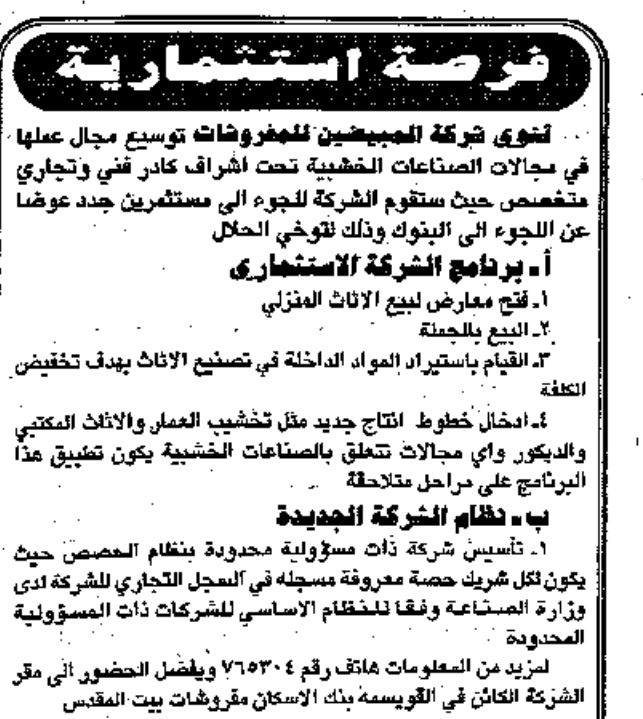 فرصة استثمارية
تنوي شركة المبيضين للمفروشات توسيع مجال عملها
في مجالات الصناعات الخشبية تحت اشراف كادر فني وتجاري
متخصص حيث ستقوم الشركة للجوء الى مستثمرين جدد عوضا
عن اللجوء الى البنوك وذلك لتوخي الحلال
أ ـ برنامج الشركة الاستثماري
١ـ فتح معارض لبيع الاثاث المنزلي
٢ـ البيع بالجملة
٣ـ القيام باستيراد المواد الداخلة في تصنيع الاثاث بهدف تخفيض
الكلفة
٤ـ ادخال خطوط انتاج جديد مثل تخشيب العمار والاثاث المكتبي
والديكور واي مجالات تتعلق بالصناعات الخشبية يكون تطبيق هذا
البرنامج على مراحل متلاحقة
ب ـ نظام الشركة الجديدة
١ـ تأسيس شركة ذات مسؤولية محدودة بنظام الحصص حيث
يكون لكل شريك حصة معروفة مسجله في السجل التجاري للشركة لدى
وزارة الصناعة وفقا للنظام الاساسي للشركات ذات المسؤولية
المحدودة
لمزيد من المعلومات هاتف رقم ٧٦٥٣٠٤ ويفضل الحضور الى مقر
الشركة الكائن في القويسمه بنك الاسكان مفروشات بيت المقدس